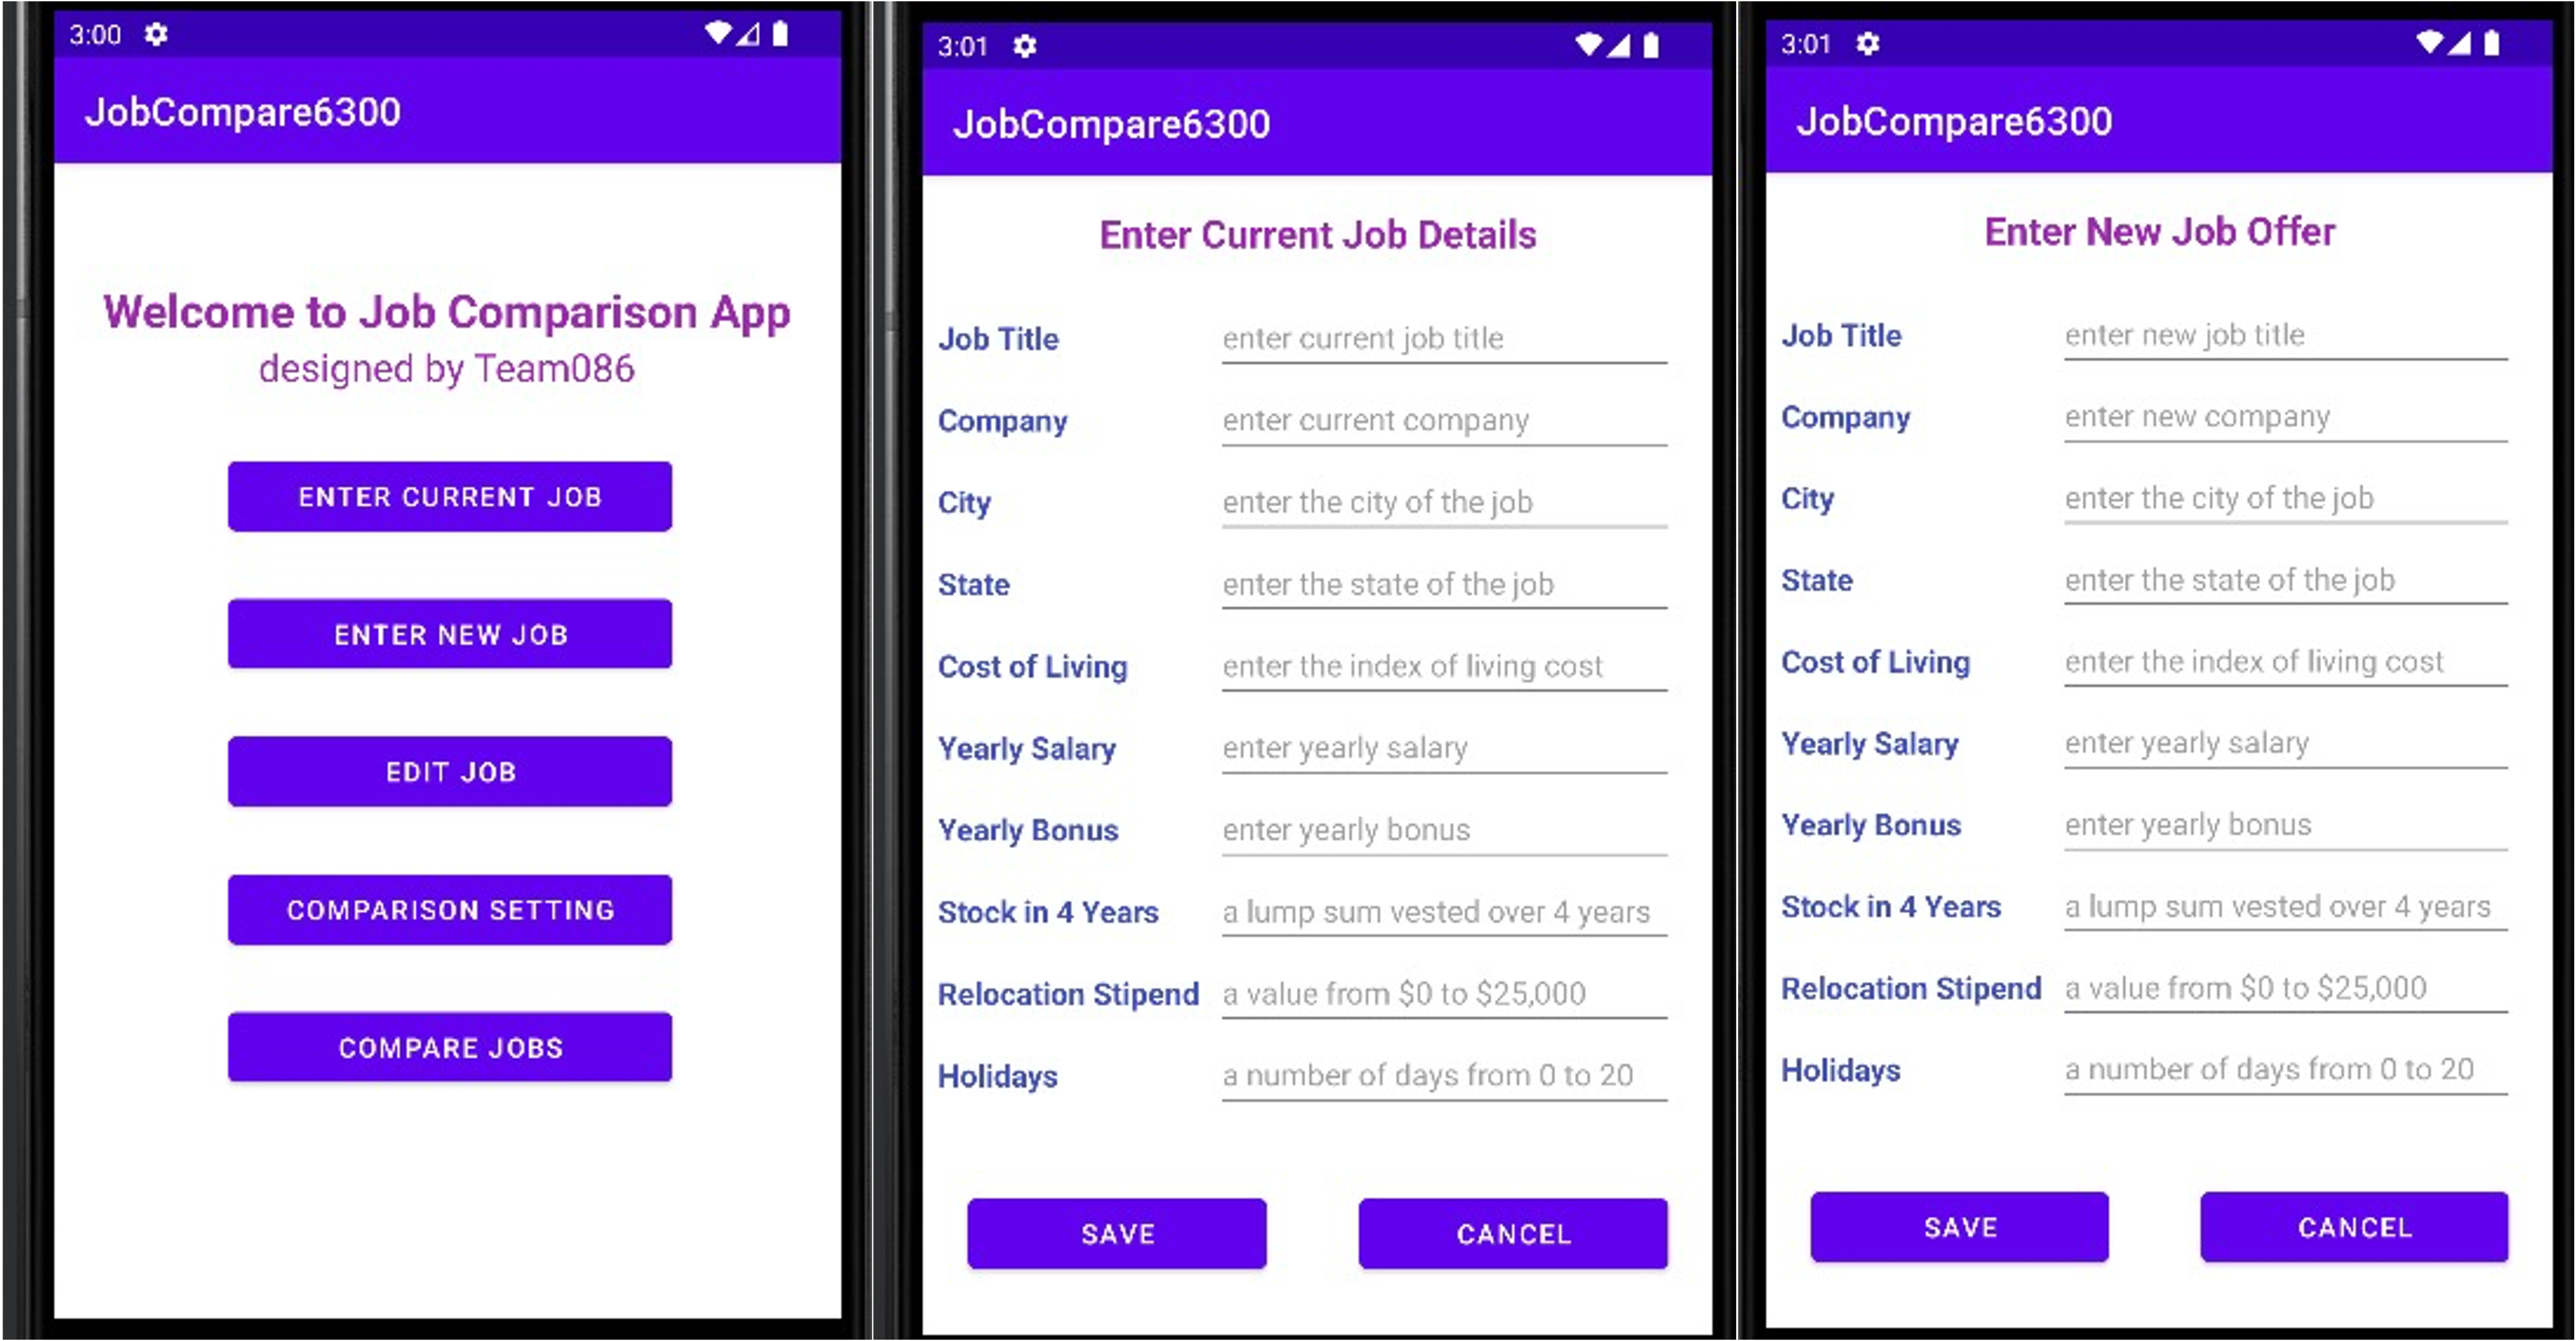 3:00
JobCompare6300
Welcome to Job Comparison App
designed by Team086
ENTER CURRENT JOB
ENTER NEW JOB
EDIT JOB
COMPARISON SETTING
COMPARE JOBS
3:01
JobCompare6300
Enter Current Job Details
Job Title enter current job title
Company enter current company
City enter the city of the job
State enter the state of the job
Cost of Living enter the index of living cost
Yearly Salary enter yearly salary
Yearly Bonus enter yearly bonus
Stock in 4 Years a lump sum vested over 4 years
Relocation Stipend a value from $0 to $25,000
Holidays a number of days from 0 to 20
SAVE CANCEL
3:01
JobCompare6300
Enter New Job Offer
Job Title enter new job title
Company enter new company
City enter the city of the job
State enter the state of the job
Cost of Living enter the index of living cost
Yearly Salary enter yearly salary
Yearly Bonus enter yearly bonus
Stock in 4 Years a lump sum vested over 4 years
Relocation Stipend a value from $0 to $25,000
Holidays a number of days from 0 to 20
SAVE CANCEL